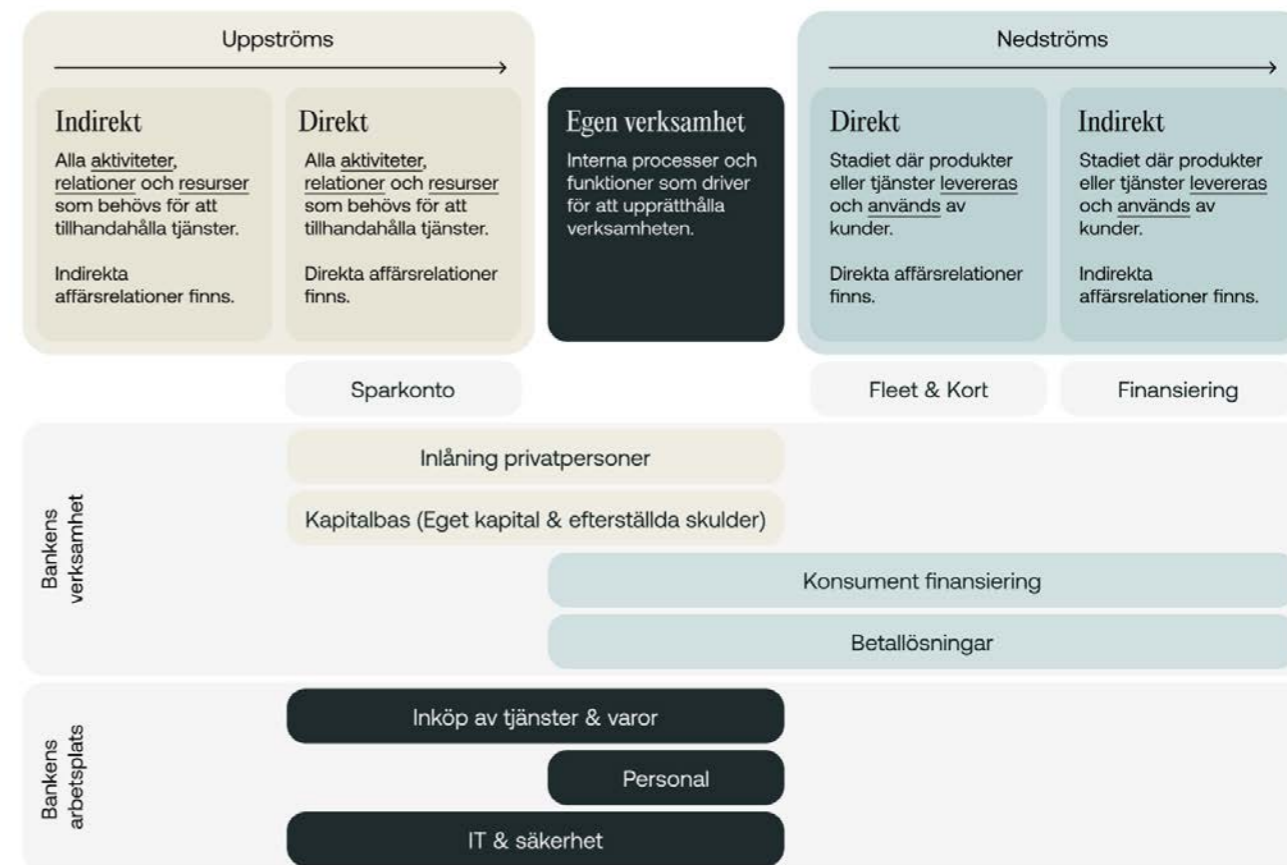 Uppströms
Indirekt
Alla aktiviteter,
relationer och resurser
som behövs för att
tillhandahålla tjänster.
Indirekta
affärsrelationer finns.
Direkt
Alla aktiviteter,
relationer och resurser
som behövs för att
tillhandahålla tjänster.
Direkta affärsrelationer
finns.
Egen verksamhet
Interna processer och
funktioner som driver
för att upprätthålla
verksamheten.
Nedströms
Direkt
Stadiet där produkter
eller tjänster levereras
och används av
kunder.
Direkta affärsrelationer
finns.
Indirekt
Stadiet där produkter
eller tjänster levereras
och används av
kunder.
Indirekta
affärsrelationer finns.
Sparkonto
Fleet & Kort
Finansiering
Bankens
verksamhet
Inlåning privatpersoner
Kapitalbas (Eget kapital & efterställda skulder)
Konsument finansiering
Betallösningar
Bankens
arbetsplats
Inköp av tjänster & varor
Personal
IT & säkerhet